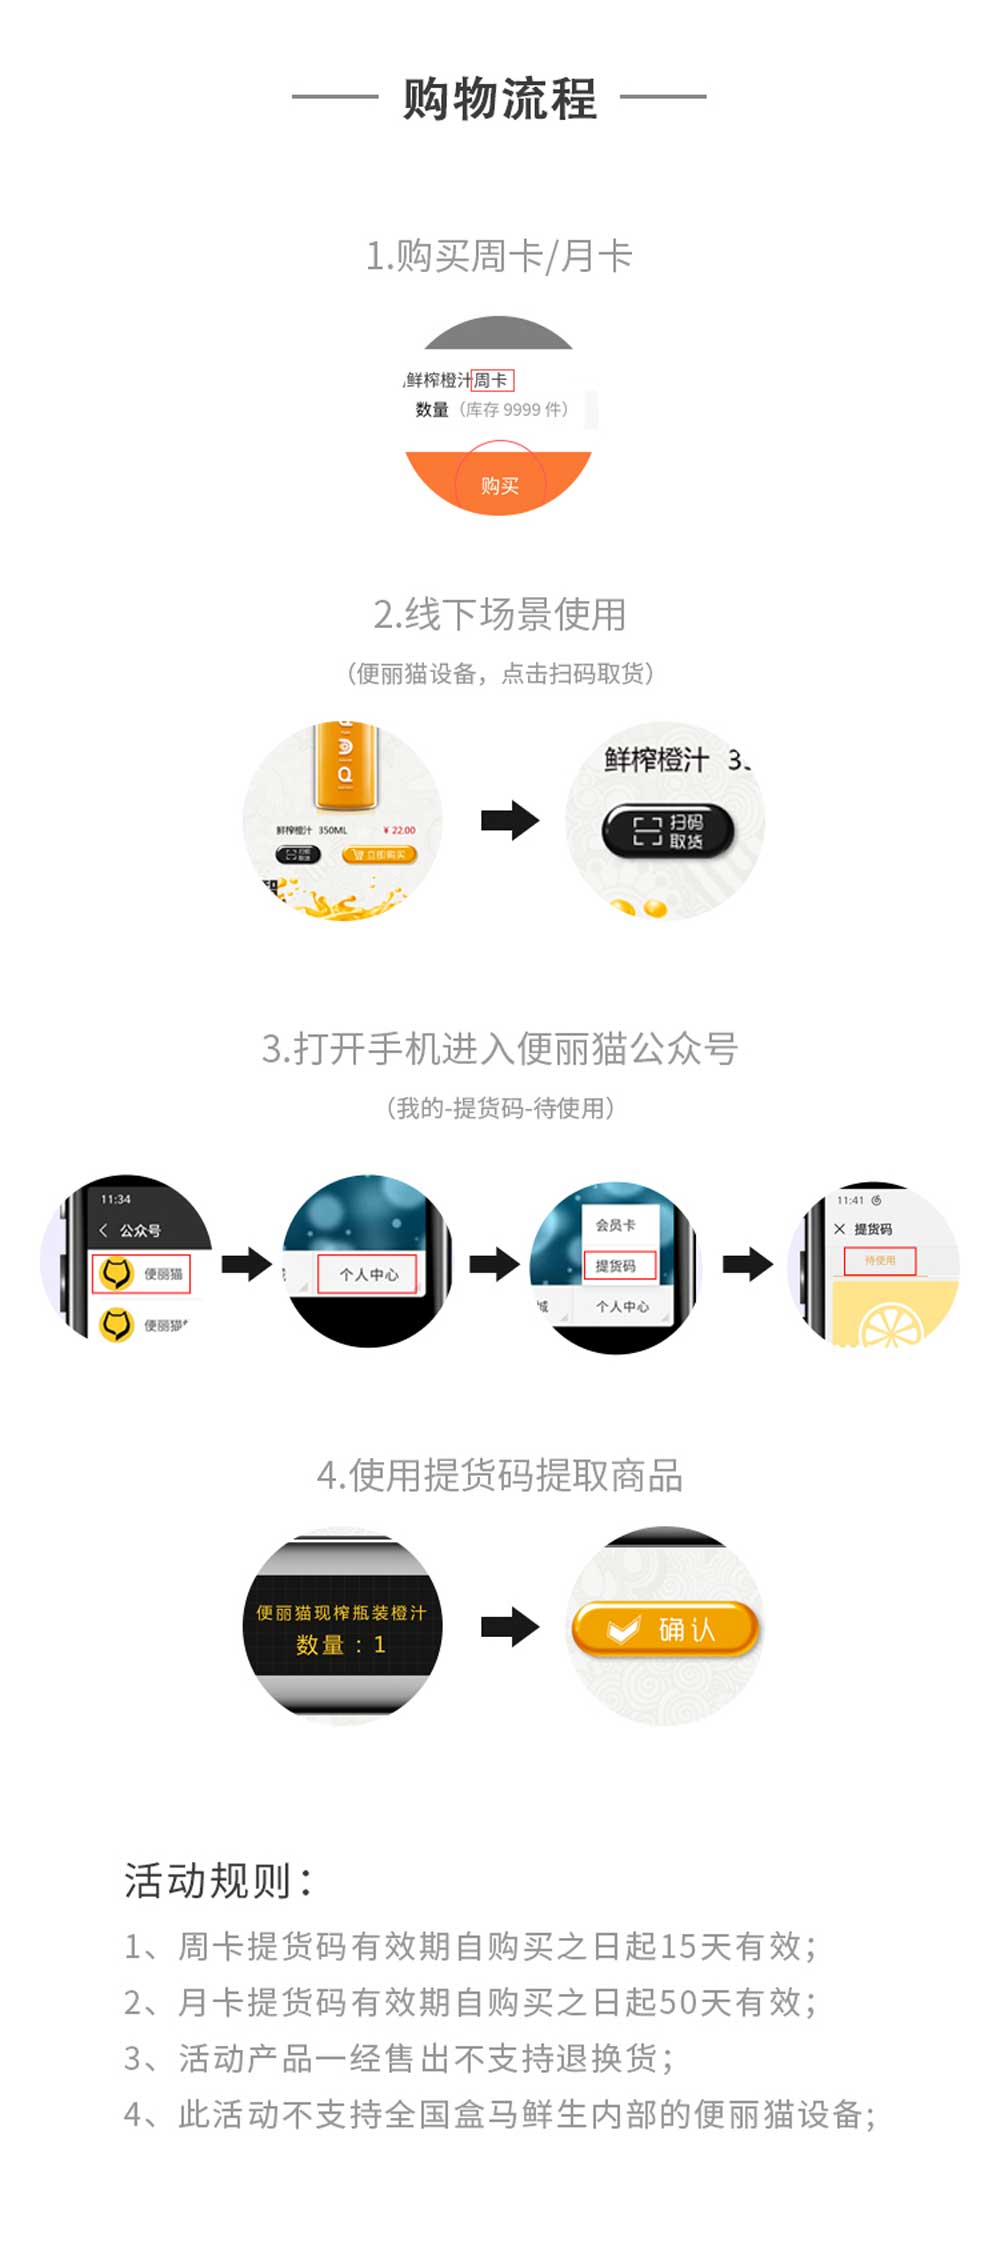 购物流程
1.购买周卡/月卡
鲜榨橙汁周卡
数量（库存 9999 件）
购买
2.线下场景使用
（便丽猫设备，点击扫码取货）
鲜榨橙汁 350ML ¥ 22.00
扫码
取货
立即购买
鲜榨橙汁
扫码
取货
3.打开手机进入便丽猫公众号
（我的-提货码-待使用）
11:34
公众号
便丽猫
便丽猫
个人中心
会员卡
提货码
城 个人中心
11:41
提货码
待使用
4.使用提货码提取商品
便丽猫现榨瓶装橙汁
数量：1
确认
活动规则：
1、周卡提货码有效期自购买之日起15天有效；
2、月卡提货码有效期自购买之日起50天有效；
3、活动产品一经售出不支持退换货；
4、此活动不支持全国盒马鲜生内部的便丽猫设备；